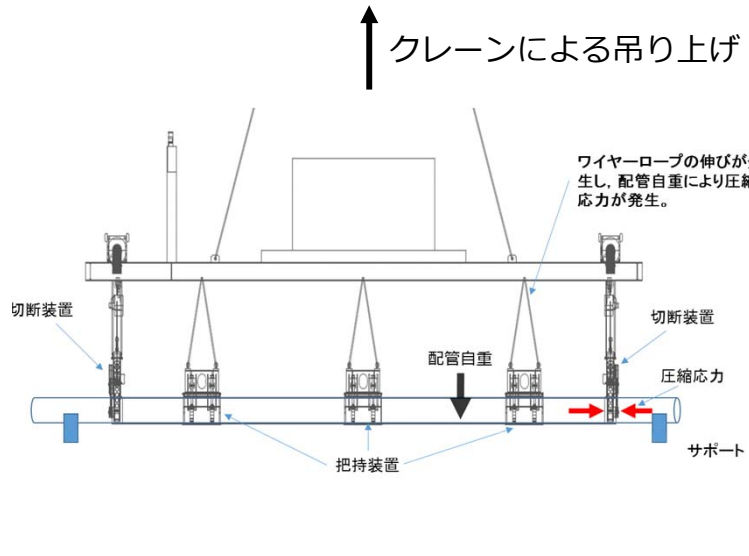 クレーンによる吊り上げ
ワイヤーロープの伸びが
生し，配管自重により圧縮
応力が発生。
切断装置
切断装置
配管自重
圧縮応力
サポート
把持装置